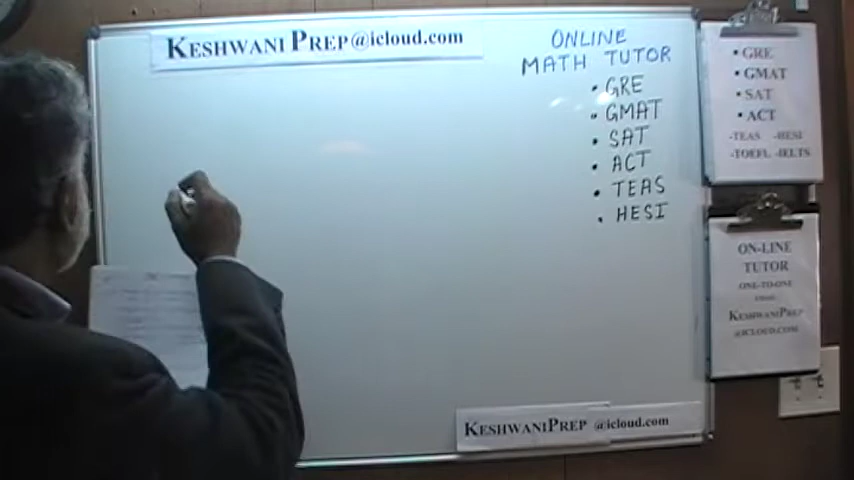 KESHWANI PREP@icloud.com
ONLINE
MATH TUTOR
• GRE
• GMAT
• SAT
• ACT
• TEAS
• HESI
• GRE
• GMAT
• SAT
• ACT
-TEAS -HESI
-TOEFL -IELTS
ON-LINE
TUTOR
ONE-TO-ONE
KESHWANIPREP
@ICLOUD.COM
KESHWANIPREP @icloud.com